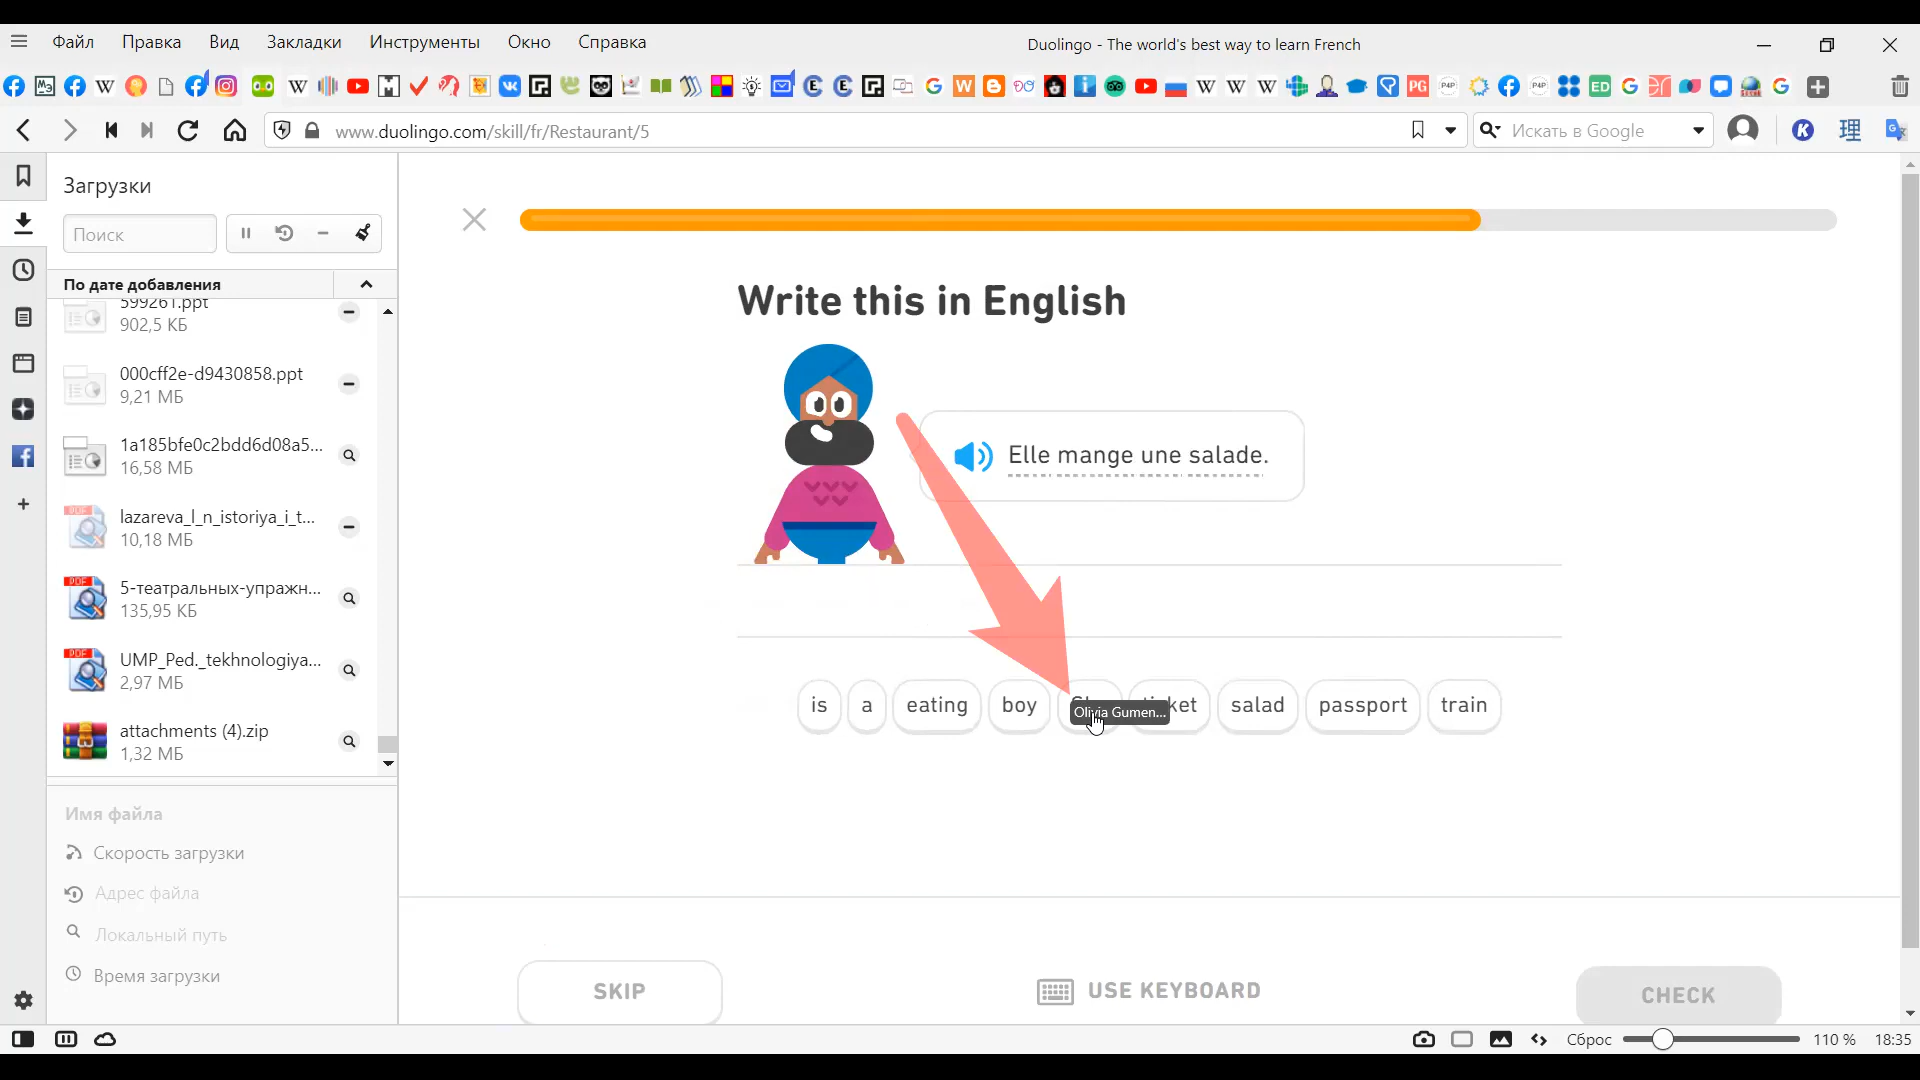 Файл Правка Вид Закладки Инструменты Окно Справка
Duolingo - The world's best way to learn French
www.duolingo.com/skill/fr/Restaurant/5
Искать в Google
Загрузки
Поиск
По дате добавления
599261.ppt
902,5 КБ
000cff2e-d9430858.ppt
9,21 МБ
1a185bfe0c2bdd6d08a5...
16,58 МБ
lazareva_l_n_istoriya_i_t...
10,18 МБ
5-театральных-упражн...
135,95 КБ
UMP_Ped._tekhnologiya...
2,97 МБ
attachments (4).zip
1,32 МБ
Имя файла
Скорость загрузки
Адрес файла
Локальный путь
Время загрузки
Write this in English
Elle mange une salade.
is a eating boy salad passport train
Olivia Gumen...
SKIP
USE KEYBOARD
CHECK
Сброс
110 %
18:35